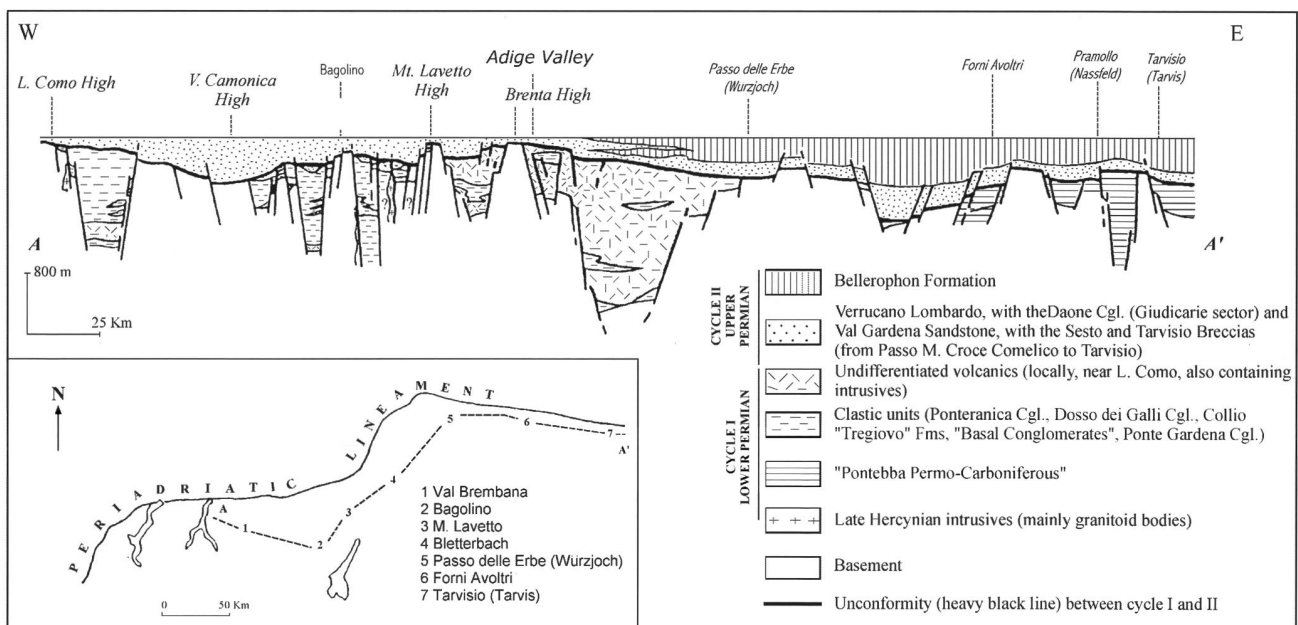 W
E
L. Como High
V. Camonica
High
Bagolino
Mt. Lavetto
High
Adige Valley
Brenta High
Passo delle Erbe
(Wurzjoch)
Forni Avoltri
Pramollo
(Nassfeld)
Tarvisio
(Tarvis)
? ?
A
A'
800 m
25 Km
CYCLE II
UPPER
PERMIAN
CYCLE I
LOWER PERMIAN
Bellerophon Formation
Verrucano Lombardo, with theDaone Cgl. (Giudicarie sector) and
Val Gardena Sandstone, with the Sesto and Tarvisio Breccias
(from Passo M. Croce Comelico to Tarvisio)
Undifferentiated volcanics (locally, near L. Como, also containing
intrusives)
Clastic units (Ponteranica Cgl., Dosso dei Galli Cgl., Collio
"Tregiovo" Fms, "Basal Conglomerates", Ponte Gardena Cgl.)
"Pontebba Permo-Carboniferous"
Late Hercynian intrusives (mainly granitoid bodies)
Basement
Unconformity (heavy black line) between cycle I and II
N
PERIADRIATIC LINEAMENT
A
1
2
3
4
5
6
7
A'
1 Val Brembana
2 Bagolino
3 M. Lavetto
4 Bletterbach
5 Passo delle Erbe (Würzjoch)
6 Forni Avoltri
7 Tarvisio (Tarvis)
0 50 Km